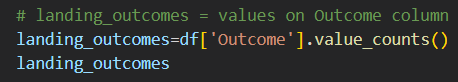 # landing_outcomes = values on Outcome column
landing_outcomes=df['Outcome'].value_counts()
landing_outcomes